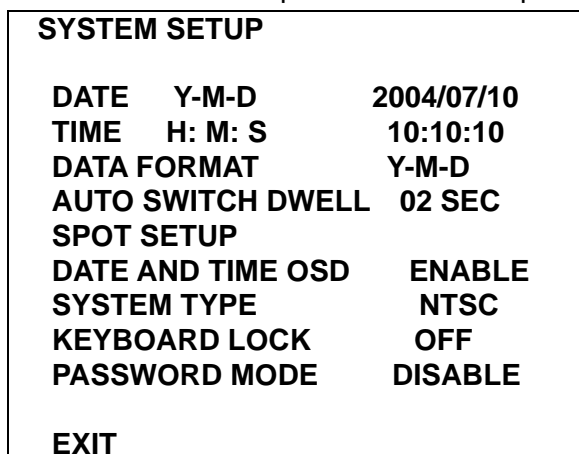 SYSTEM SETUP
DATE Y-M-D 2004/07/10
TIME H: M: S 10:10:10
DATA FORMAT Y-M-D
AUTO SWITCH DWELL 02 SEC
SPOT SETUP
DATE AND TIME OSD ENABLE
SYSTEM TYPE NTSC
KEYBOARD LOCK OFF
PASSWORD MODE DISABLE
EXIT